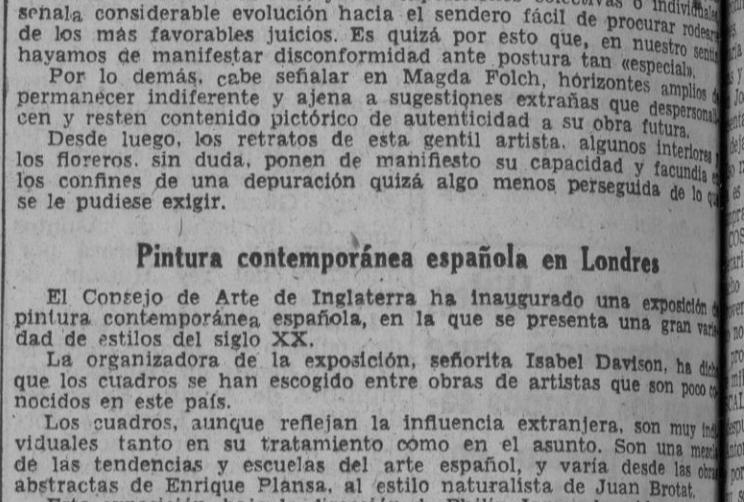 señala considerable evolución hacia el sendero fácil de procurar rodearse
de los más favorables juicios. Es quizá por esto que, en nuestro sentir
hayamos de manifestar disconformidad ante postura tan «especial».
Por lo demás, cabe señalar en Magda Folch, horizontes amplios
permanecer indiferente y ajena a sugestiones extrañas que
cen y resten contenido pictórico de autenticidad a su obra futura.
Desde luego, los retratos de esta gentil artista, algunos interiores
los floreros, sin duda, ponen de manifiesto su capacidad y facundia
los confines de una depuración quizá algo menos perseguida de lo
se le pudiese exigir.
Pintura contemporánea española en Londres
El Consejo de Arte de Inglaterra ha inaugurado una exposición
pintura contemporánea española, en la que se presenta una gran
dad de estilos del siglo XX.
La organizadora de la exposición, señorita Isabel Davison, ha
que los cuadros se han escogido entre obras de artistas que son poco
nocidos en este país.
Los cuadros, aunque reflejan la influencia extranjera, son muy
viduales tanto en su tratamiento como en el asunto. Son una
de las tendencias y escuelas del arte español, y varía desde las
abstractas de Enrique Plansa, al estilo naturalista de Juan Brotat.